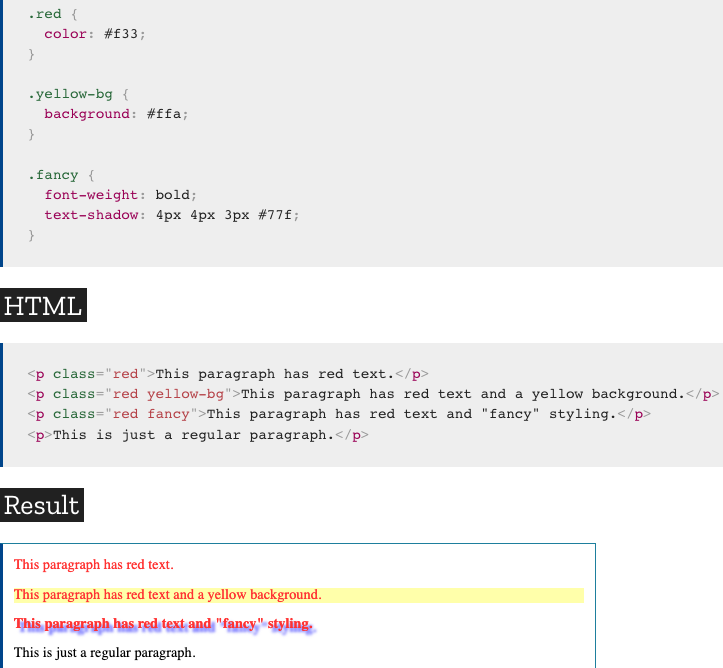 .red {
color: #f33;
}
.yellow-bg {
background: #ffa;
}
.fancy {
font-weight: bold;
text-shadow: 4px 4px 3px #77f;
}
HTML
<p class="red">This paragraph has red text.</p>
<p class="red yellow-bg">This paragraph has red text and a yellow background.</p>
<p class="red fancy">This paragraph has red text and "fancy" styling.</p>
<p>This is just a regular paragraph.</p>
Result
This paragraph has red text.
This paragraph has red text and a yellow background.
This paragraph has red text and "fancy" styling.
This is just a regular paragraph.